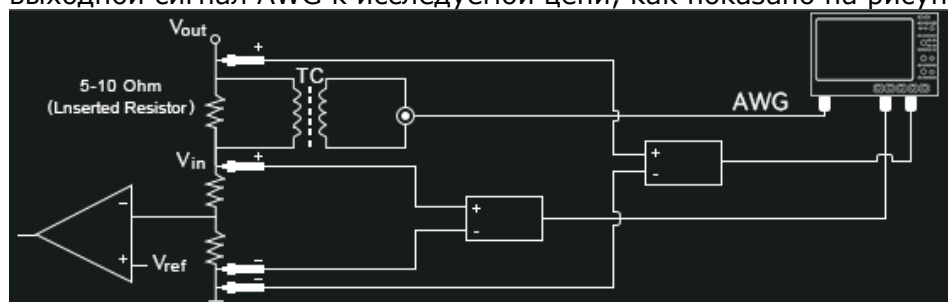 выходной сигнал AWG к исследуемой цепи, как показано на рисун
Vout
+
5-10 Ohm
(Lnserted Resistor)
TC
AWG
Vin
+
+
-
+
-
−
+
Vref
−
−